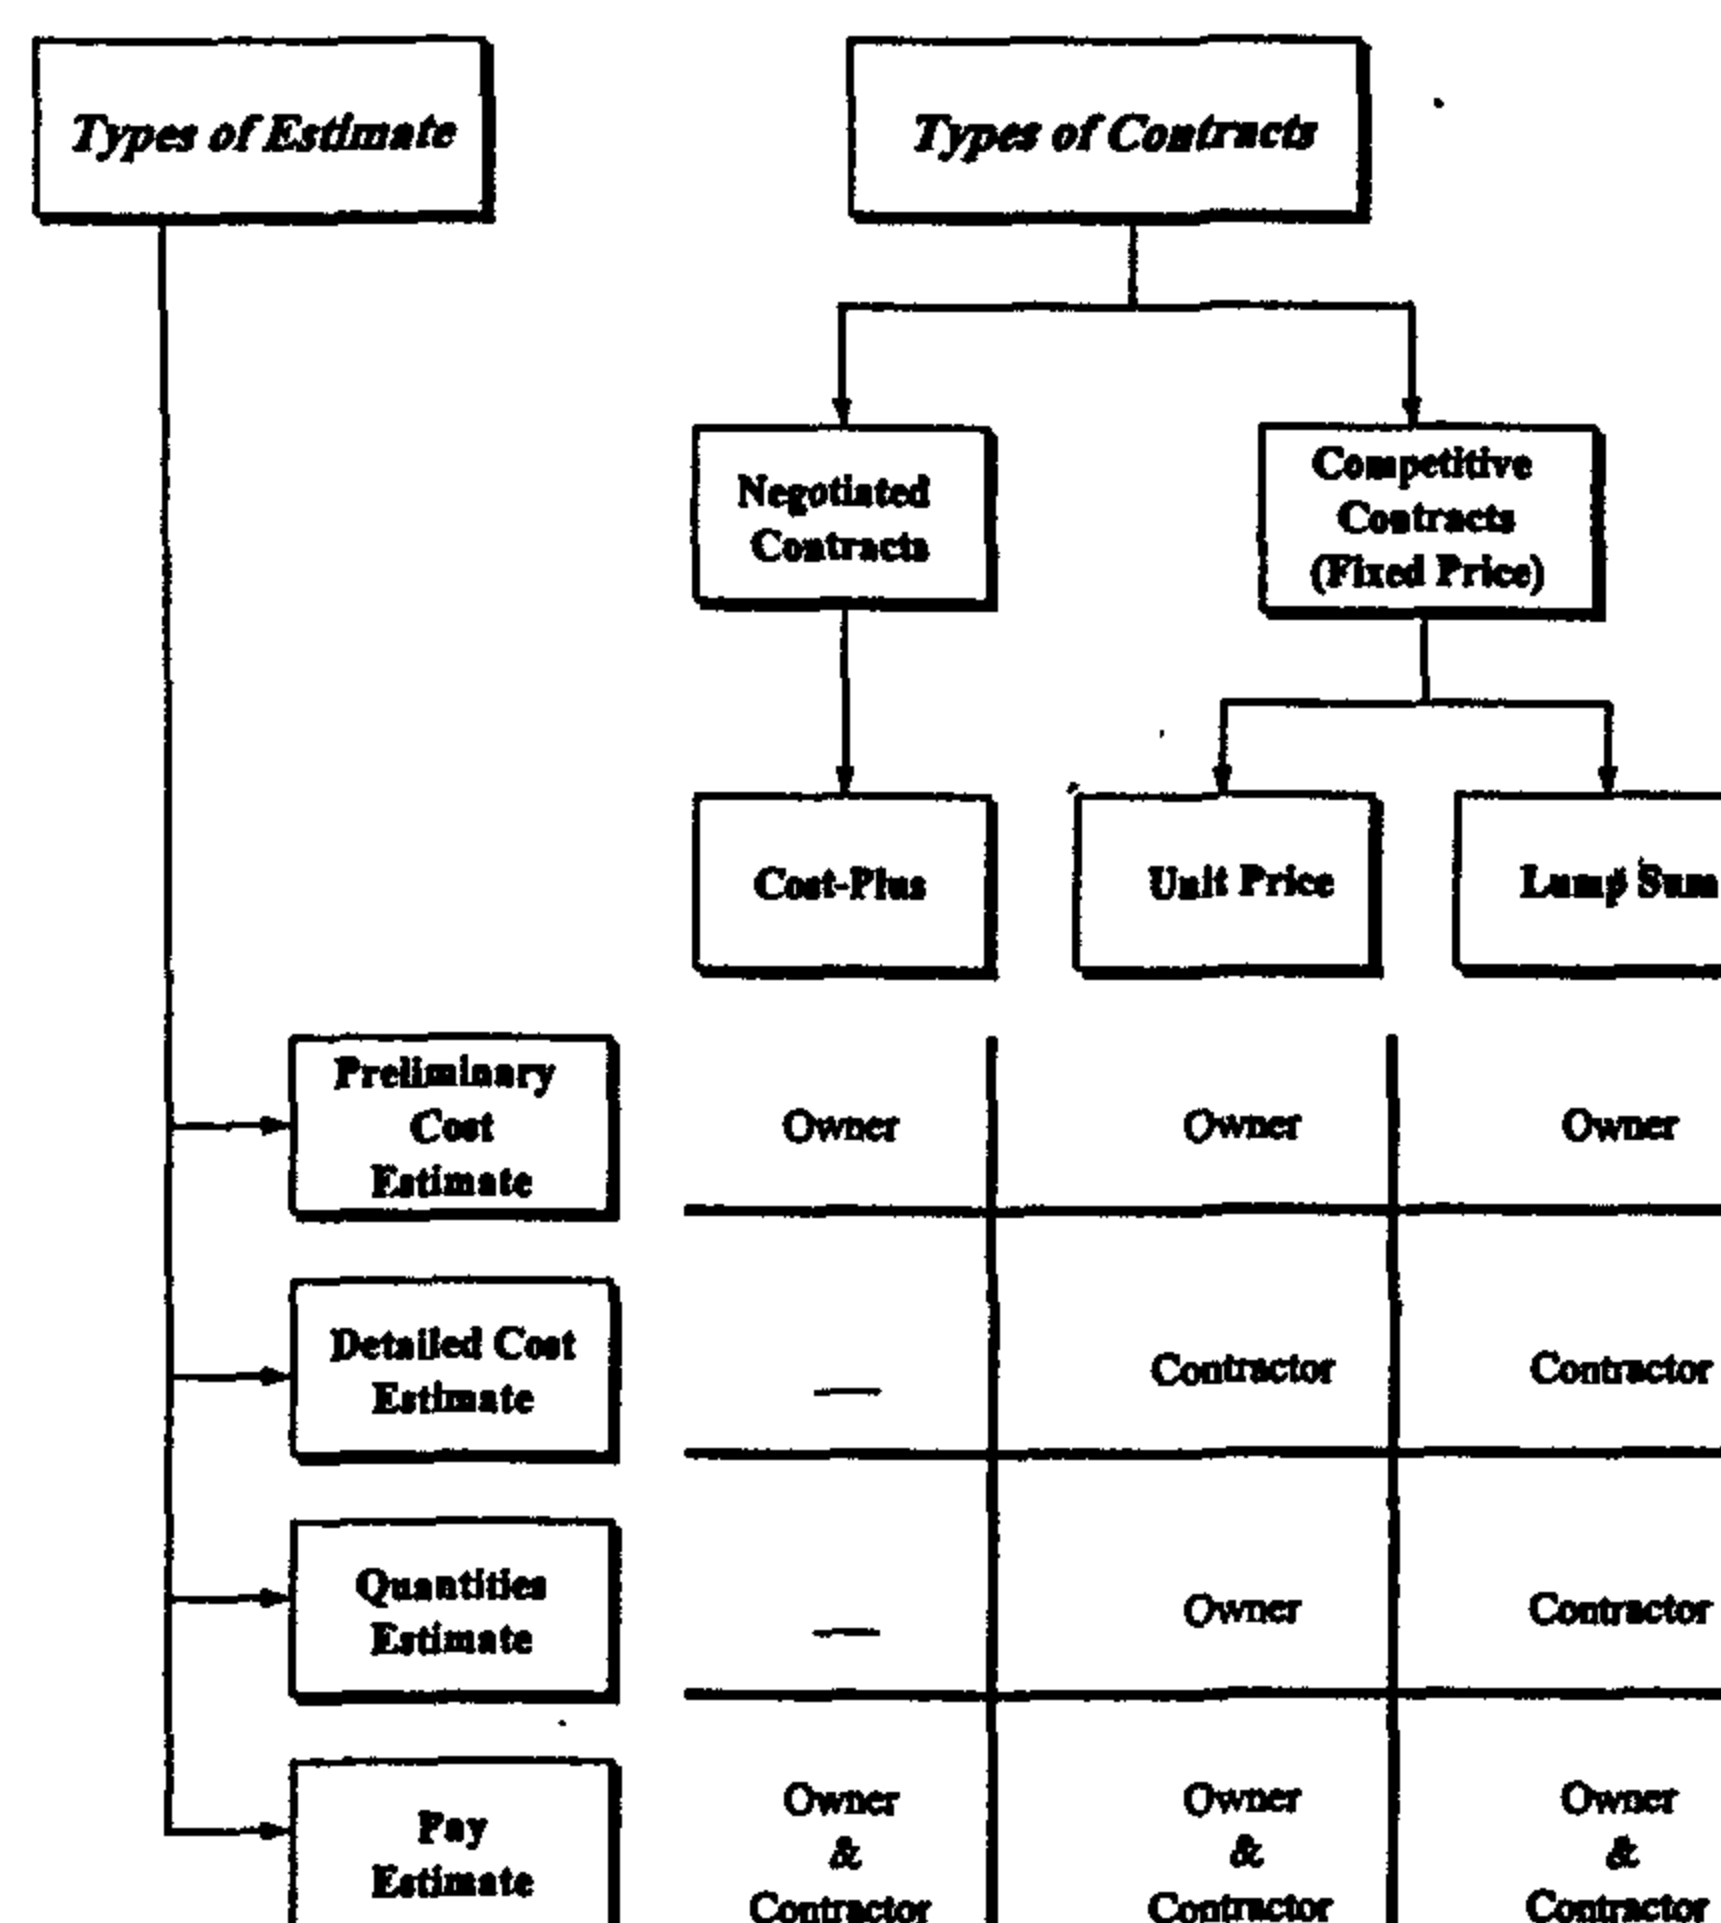 Types of Estimate
Types of Contracts
Negotiated
Contracts
Competitive
Contracts
(Fixed Price)
Cost-Plus
Unit Price
Lump Sum
Preliminary
Cost
Estimate
Owner
Owner
Owner
Detailed Cost
Estimate
—
Contractor
Contractor
Quantities
Estimate
—
Owner
Contractor
Pay
Estimate
Owner
&
Contractor
Owner
&
Contractor
Owner
&
Contractor